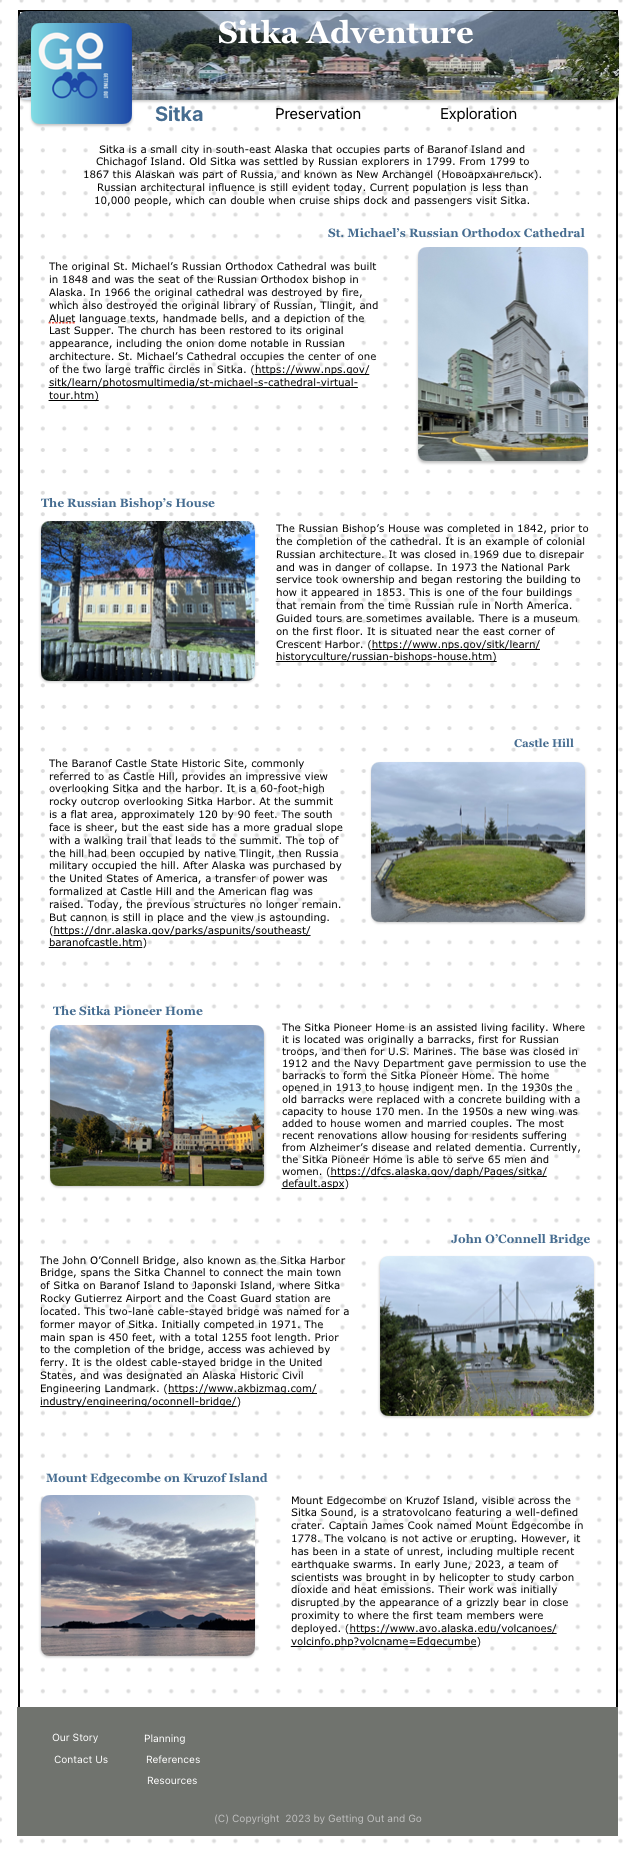 GO
GETTING OUT
Sitka Adventure
Sitka
Preservation
Exploration
Sitka is a small city in south-east Alaska that occupies parts of Baranof Island and
Chichagof Island. Old Sitka was settled by Russian explorers in 1799. From 1799 to
1867 this Alaskan was part of Russia, and known as New Archangel (Новоархангельск).
Russian architectural influence is still evident today. Current population is less than
10,000 people, which can double when cruise ships dock and passengers visit Sitka.
St. Michael's Russian Orthodox Cathedral
The original St. Michael's Russian Orthodox Cathedral was built
in 1848 and was the seat of the Russian Orthodox bishop in
Alaska. In 1966 the original cathedral was destroyed by fire,
which also destroyed the original library of Russian, Tlingit, and
Aluet language texts, handmade bells, and a depiction of the
Last Supper. The church has been restored to its original
appearance, including the onion dome notable in Russian
architecture. St. Michael's Cathedral occupies the center of one
of the two large traffic circles in Sitka. (https://www.nps.gov/
sitk/learn/photosmultimedia/st-michael-s-cathedral-virtual-
tour.htm)
The Russian Bishop's House
The Russian Bishop's House was completed in 1842, prior to
the completion of the cathedral. It is an example of colonial
Russian architecture. It was closed in 1969 due to disrepair
and was in danger of collapse. In 1973 the National Park
service took ownership and began restoring the building to
how it appeared in 1853. This is one of the four buildings
that remain from the time Russian rule in North America.
Guided tours are sometimes available. There is a museum
on the first floor. It is situated near the east corner of
Crescent Harbor. (https://www.nps.gov/sitk/learn/
historyculture/russian-bishops-house.htm)
Castle Hill
The Baranof Castle State Historic Site, commonly
referred to as Castle Hill, provides an impressive view
overlooking Sitka and the harbor. It is a 60-foot-high
rocky outcrop overlooking Sitka Harbor. At the summit
is a flat area, approximately 120 by 90 feet. The south
face is sheer, but the east side has a more gradual slope
with a walking trail that leads to the summit. The top of
the hill had been occupied by native Tlingit, then Russia
military occupied the hill. After Alaska was purchased by
the United States of America, a transfer of power was
formalized at Castle Hill and the American flag was
raised. Today, the previous structures no longer remain.
But cannon is still in place and the view is astounding.
(https://dnr.alaska.gov/parks/aspunits/southeast/
baranofcastle.htm)
The Sitka Pioneer Home
The Sitka Pioneer Home is an assisted living facility. Where
it is located was originally a barracks, first for Russian
troops, and then for U.S. Marines. The base was closed in
1912 and the Navy Department gave permission to use the
barracks to form the Sitka Pioneer Home. The home
opened in 1913 to house indigent men. In the 1930s the
old barracks were replaced with a concrete building with a
capacity to house 170 men. In the 1950s a new wing was
added to house women and married couples. The most
recent renovations allow housing for residents suffering
from Alzheimer's disease and related dementia. Currently,
the Sitka Pioneer Home is able to serve 65 men and
women. (https://dfcs.alaska.gov/daph/Pages/sitka/
default.aspx)
John O'Connell Bridge
The John O'Connell Bridge, also known as the Sitka Harbor
Bridge, spans the Sitka Channel to connect the main town
of Sitka on Baranof Island to Japonski Island, where Sitka
Rocky Gutierrez Airport and the Coast Guard station are
located. This two-lane cable-stayed bridge was named for a
former mayor of Sitka. Initially competed in 1971. The
main span is 450 feet, with a total 1255 foot length. Prior
to the completion of the bridge, access was achieved by
ferry. It is the oldest cable-stayed bridge in the United
States, and was designated an Alaska Historic Civil
Engineering Landmark. (https://www.akbizmag.com/
industry/engineering/oconnell-bridge/)
Mount Edgecombe on Kruzof Island
Mount Edgecombe on Kruzof Island, visible across the
Sitka Sound, is a stratovolcano featuring a well-defined
crater. Captain James Cook named Mount Edgecombe in
1778. The volcano is not active or erupting. However, it
has been in a state of unrest, including multiple recent
earthquake swarms. In early June, 2023, a team of
scientists was brought in by helicopter to study carbon
dioxide and heat emissions. Their work was initially
disrupted by the appearance of a grizzly bear in close
proximity to where the first team members were
deployed. (https://www.avo.alaska.edu/volcanoes/
volcinfo.php?volcname=Edgecumbe)
Our Story
Planning
Contact Us
References
Resources
(C) Copyright 2023 by Getting Out and Go